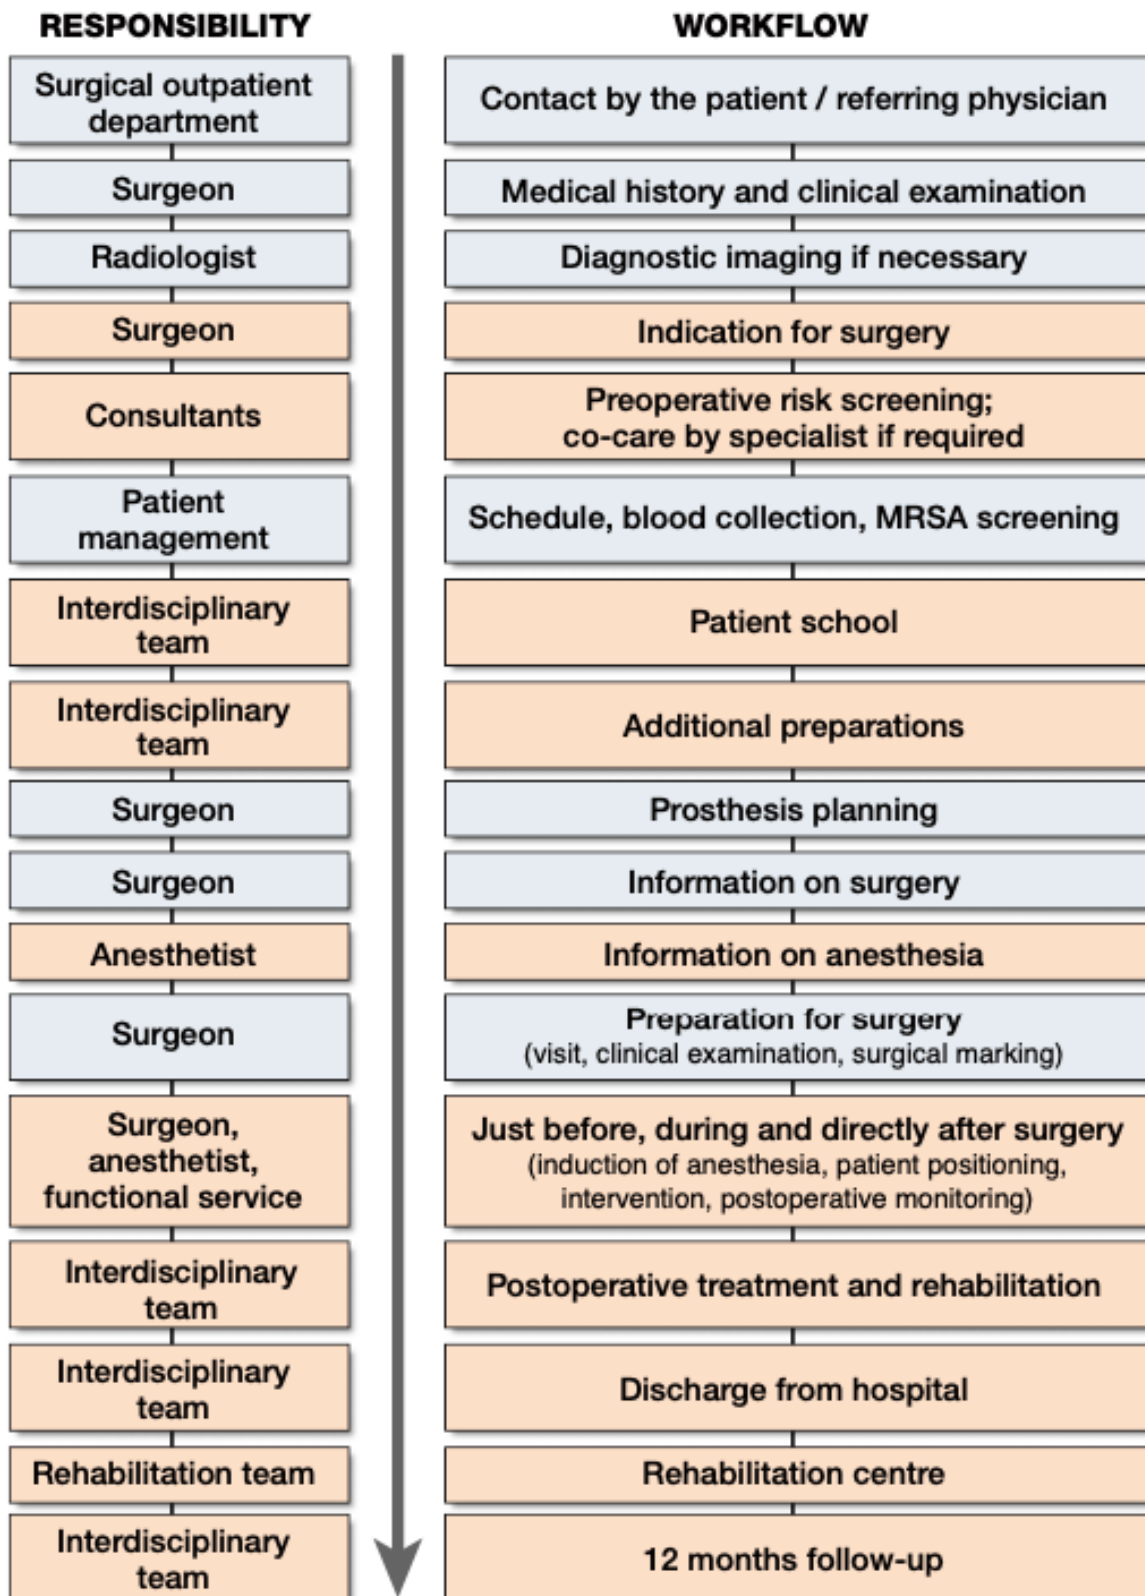 RESPONSIBILITY
WORKFLOW
Surgical outpatient
department
Contact by the patient / referring physician
Surgeon
Medical history and clinical examination
Radiologist
Diagnostic imaging if necessary
Surgeon
Indication for surgery
Consultants
Preoperative risk screening;
co-care by specialist if required
Patient
management
Schedule, blood collection, MRSA screening
Interdisciplinary
team
Patient school
Interdisciplinary
team
Additional preparations
Surgeon
Prosthesis planning
Surgeon
Information on surgery
Anesthetist
Information on anesthesia
Surgeon
Preparation for surgery
(visit, clinical examination, surgical marking)
Surgeon,
anesthetist,
functional service
Just before, during and directly after surgery
(induction of anesthesia, patient positioning,
intervention, postoperative monitoring)
Interdisciplinary
team
Postoperative treatment and rehabilitation
Interdisciplinary
team
Discharge from hospital
Rehabilitation team
Rehabilitation centre
Interdisciplinary
team
12 months follow-up